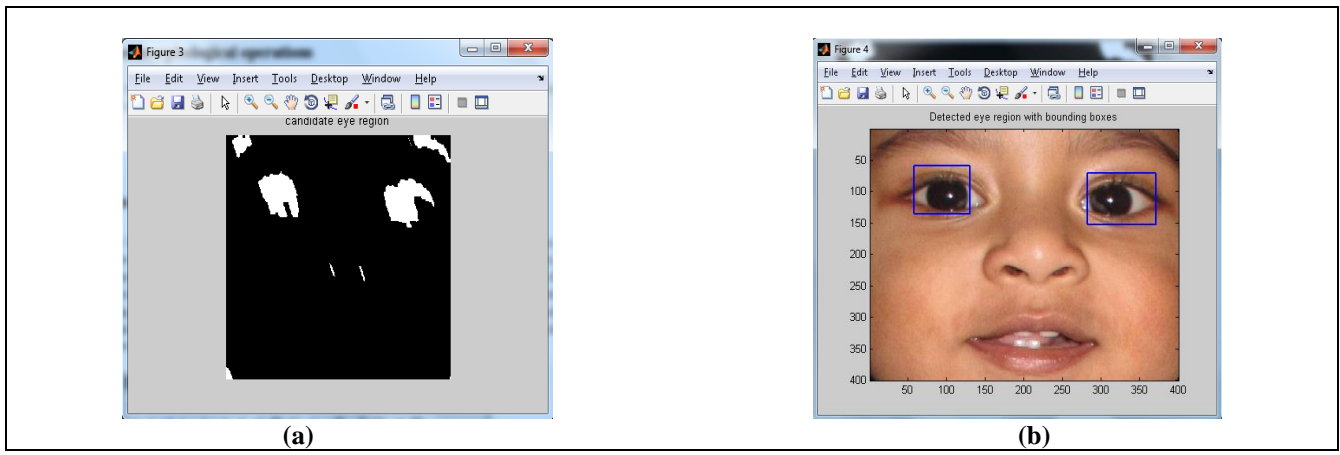 Figure 3
File Edit View Insert Tools Desktop Window Help
candidate eye region
(a)
Figure 4
File Edit View Insert Tools Desktop Window Help
Detected eye region with bounding boxes
50
100
150
200
250
300
350
400
50 100 150 200 250 300 350 400
(b)